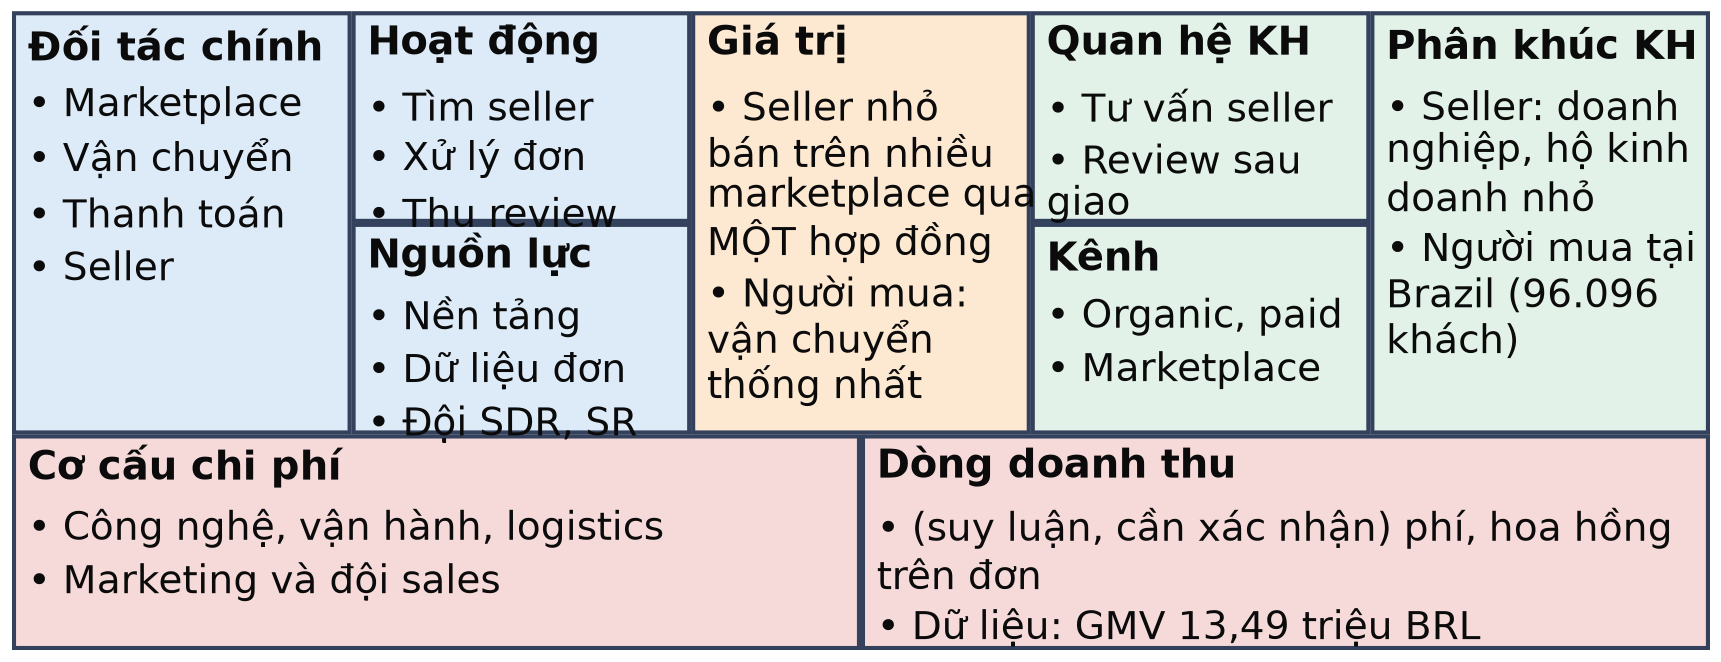 Đối tác chính
• Marketplace
• Vận chuyển
• Thanh toán
• Seller
Hoạt động
• Tìm seller
• Xử lý đơn
• Thu review
Nguồn lực
• Nền tảng
• Dữ liệu đơn
• Đội SDR, SR
Giá trị
• Seller nhỏ
bán trên nhiều
marketplace qua
MỘT hợp đồng
• Người mua:
vận chuyển
thống nhất
Quan hệ KH
• Tư vấn seller
• Review sau
giao
Kênh
• Organic, paid
• Marketplace
Phân khúc KH
• Seller: doanh
nghiệp, hộ kinh
doanh nhỏ
• Người mua tại
Brazil (96.096
khách)
Cơ cấu chi phí
• Công nghệ, vận hành, logistics
• Marketing và đội sales
Dòng doanh thu
• (suy luận, cần xác nhận) phí, hoa hồng
trên đơn
• Dữ liệu: GMV 13,49 triệu BRL